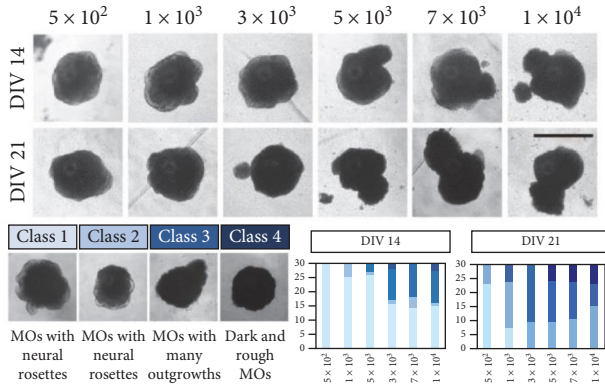 5 × 10² 1 × 10³ 3 × 10³ 5 × 10³ 7 × 10³ 1 × 10⁴
DIV 14
DIV 21
Class 1 Class 2 Class 3 Class 4
MOs with neural rosettes
MOs with neural rosettes
MOs with many outgrowths
Dark and rough MOs
DIV 14
30
25
20
15
10
5
0
5 × 10² 1 × 10³ 5 × 10³ 3 × 10³ 7 × 10³ 1 × 10⁴
DIV 21
30
25
20
15
10
5
0
5 × 10² 1 × 10³ 3 × 10³ 5 × 10³ 7 × 10³ 1 × 10⁴